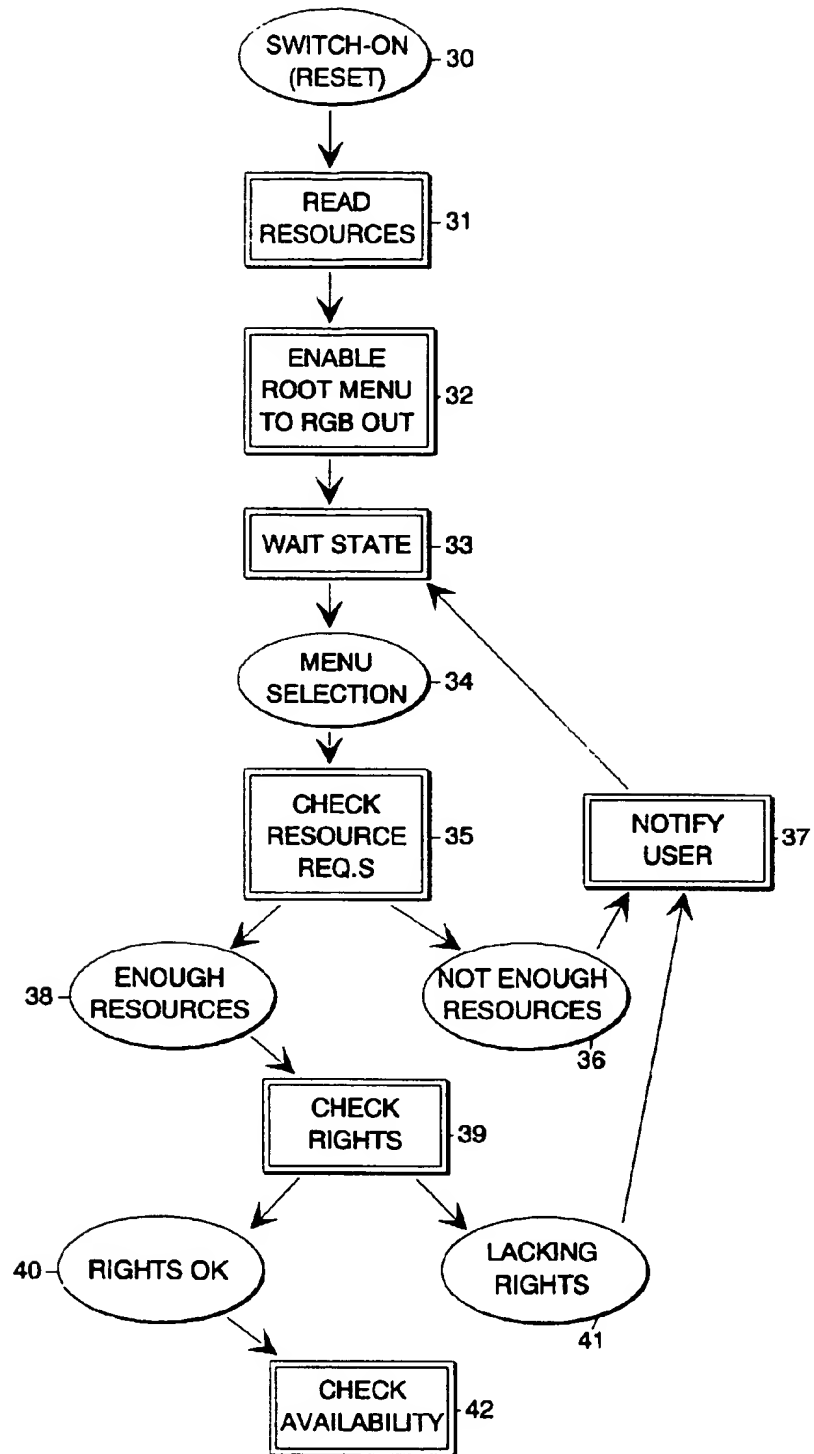 SWITCH-ON
(RESET)
30
READ
RESOURCES
31
ENABLE
ROOT MENU
TO RGB OUT
32
WAIT STATE
33
MENU
SELECTION
34
CHECK
RESOURCE
REQ.S
35
NOTIFY
USER
37
ENOUGH
RESOURCES
38
NOT ENOUGH
RESOURCES
36
CHECK
RIGHTS
39
RIGHTS OK
40
LACKING
RIGHTS
41
CHECK
AVAILABILITY
42